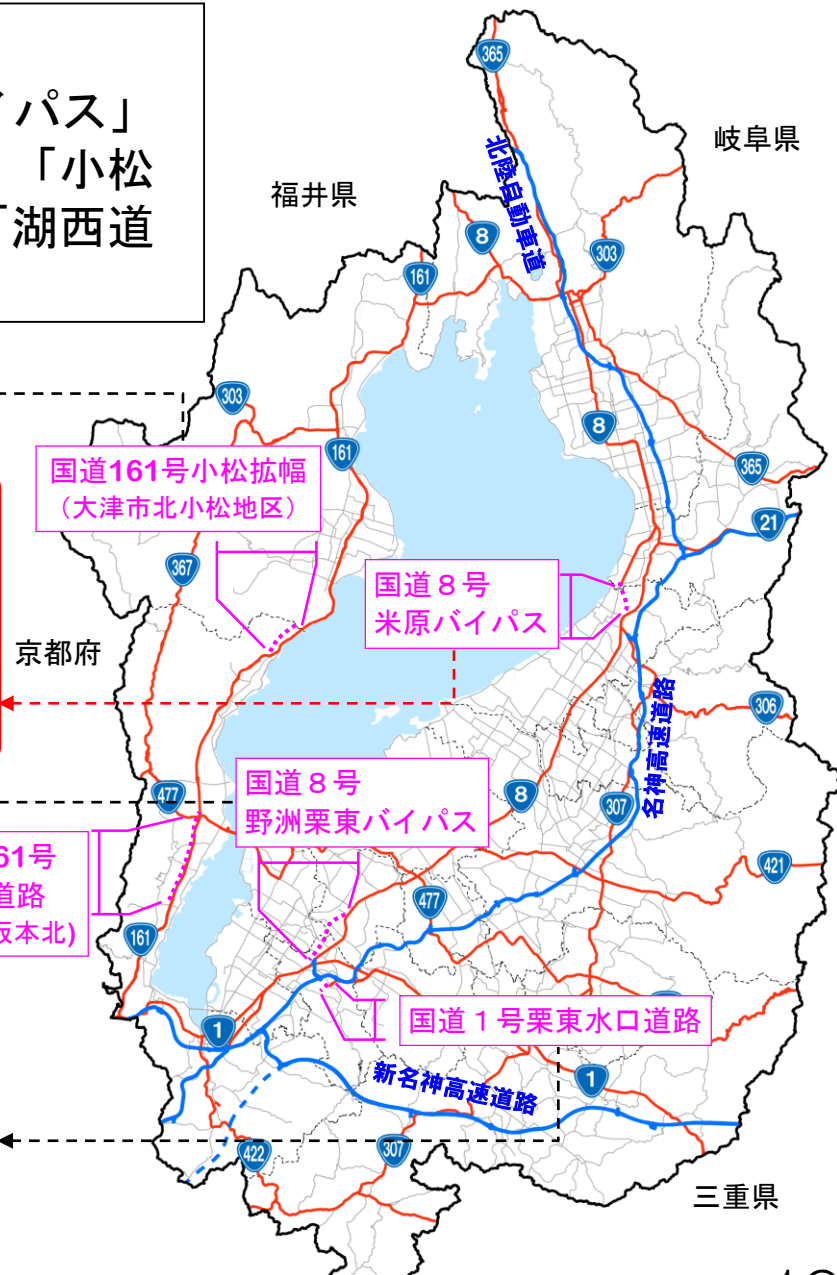 イパス」
「小松
「湖西道
365
岐阜県
北陸自動車道
福井県
8
303
161
303
8
161
国道161号小松拡幅
（大津市北小松地区）
365
21
367
国道８号
米原バイパス
京都府
306
名神高速道路
477
国道８号
野洲栗東バイパス
8
307
61号
道路
坂本北)
421
477
161
国道１号栗東水口道路
1
新名神高速道路
1
422
307
三重県